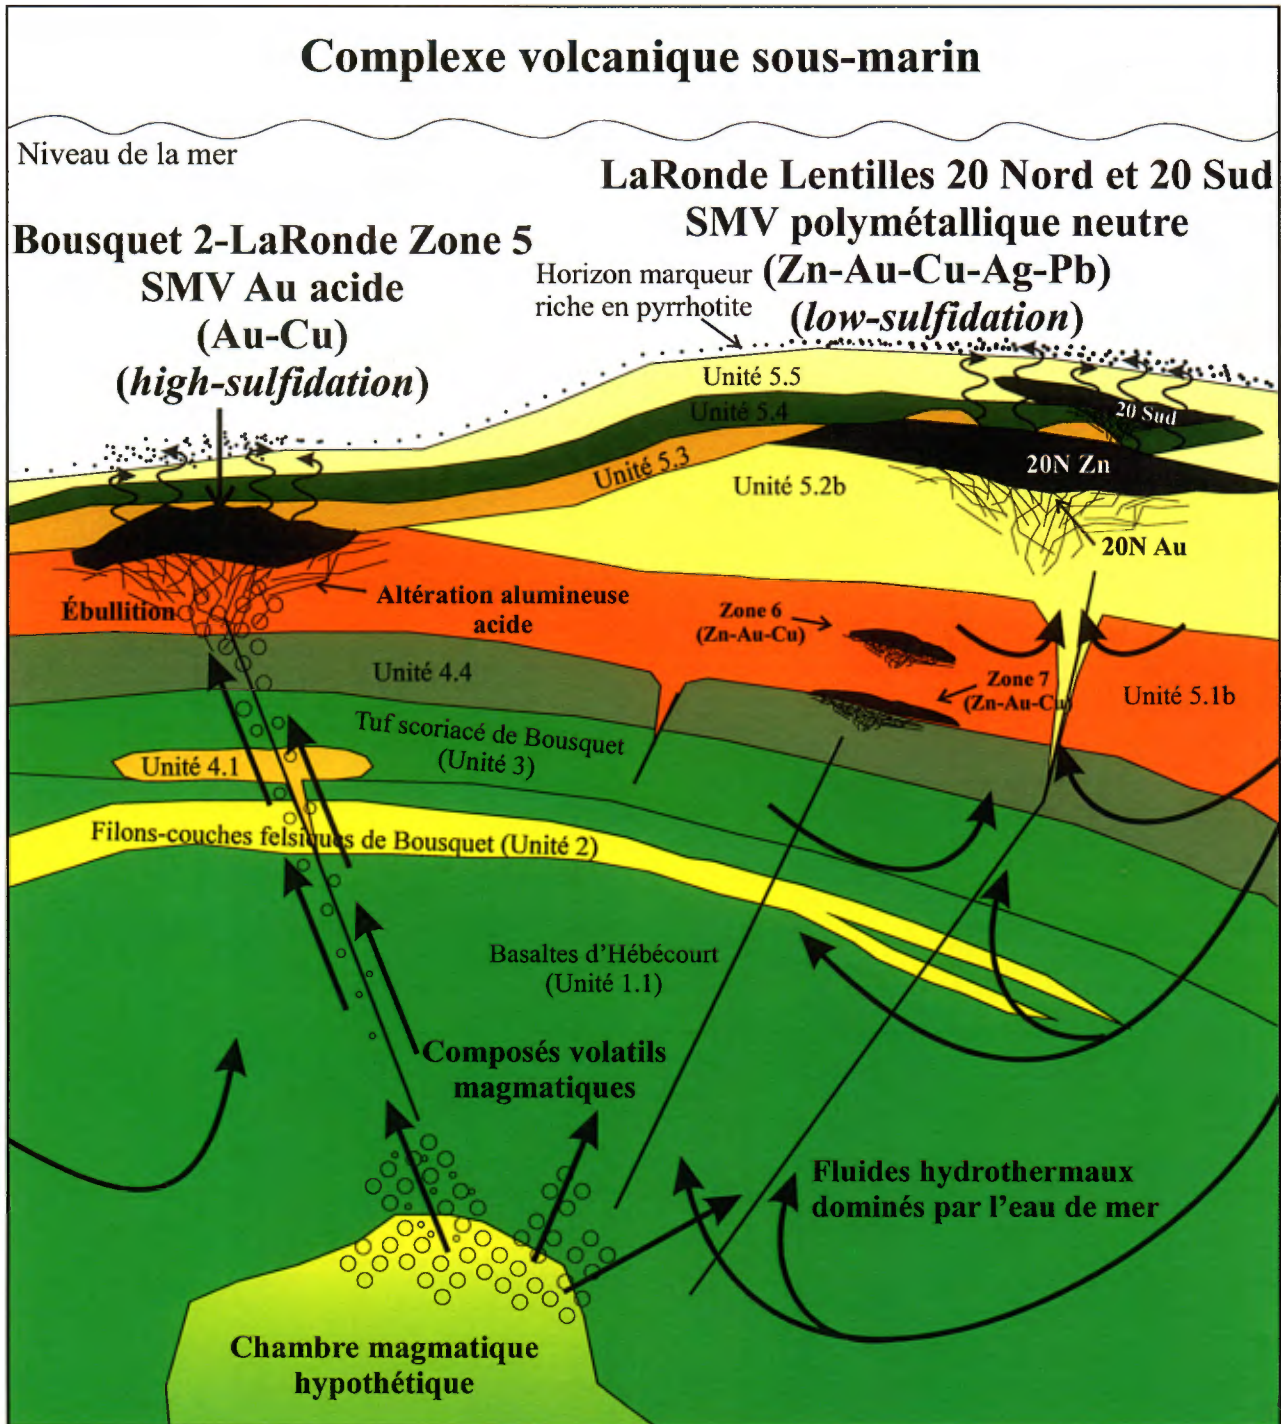 Complexe volcanique sous-marin
Niveau de la mer
Bousquet 2-LaRonde Zone 5
SMV Au acide
(Au-Cu)
(high-sulfidation)
LaRonde Lentilles 20 Nord et 20 Sud
SMV polymétallique neutre
(Zn-Au-Cu-Ag-Pb)
(low-sulfidation)
Horizon marqueur
riche en pyrrhotite
Unité 5.5
Unité 5.4
20 Sud
Unité 5.3
20N Zn
Unité 5.2b
20N Au
Ébullition
Altération alumineuse
acide
Zone 6
(Zn-Au-Cu)
Unité 4.4
Zone 7
(Zn-Au-Cu)
Unité 5.1b
Tuf scoriacé de Bousquet
(Unité 3)
Unité 4.1
Filons-couches felsiques de Bousquet (Unité 2)
Basaltes d'Hébécourt
(Unité 1.1)
Composés volatils
magmatiques
Fluides hydrothermaux
dominés par l'eau de mer
Chambre magmatique
hypothétique